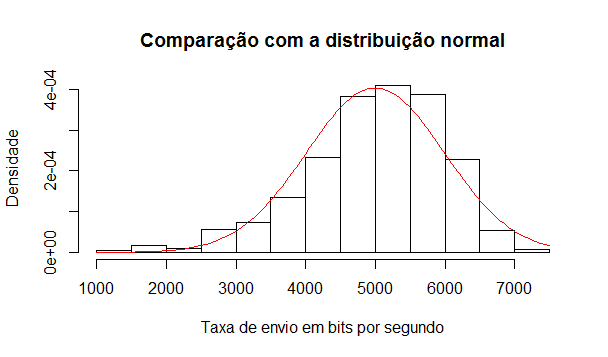 Comparação com a distribuição normal
Densidade
0e+00
2e-04
4e-04
1000 2000 3000 4000 5000 6000 7000
Taxa de envio em bits por segundo